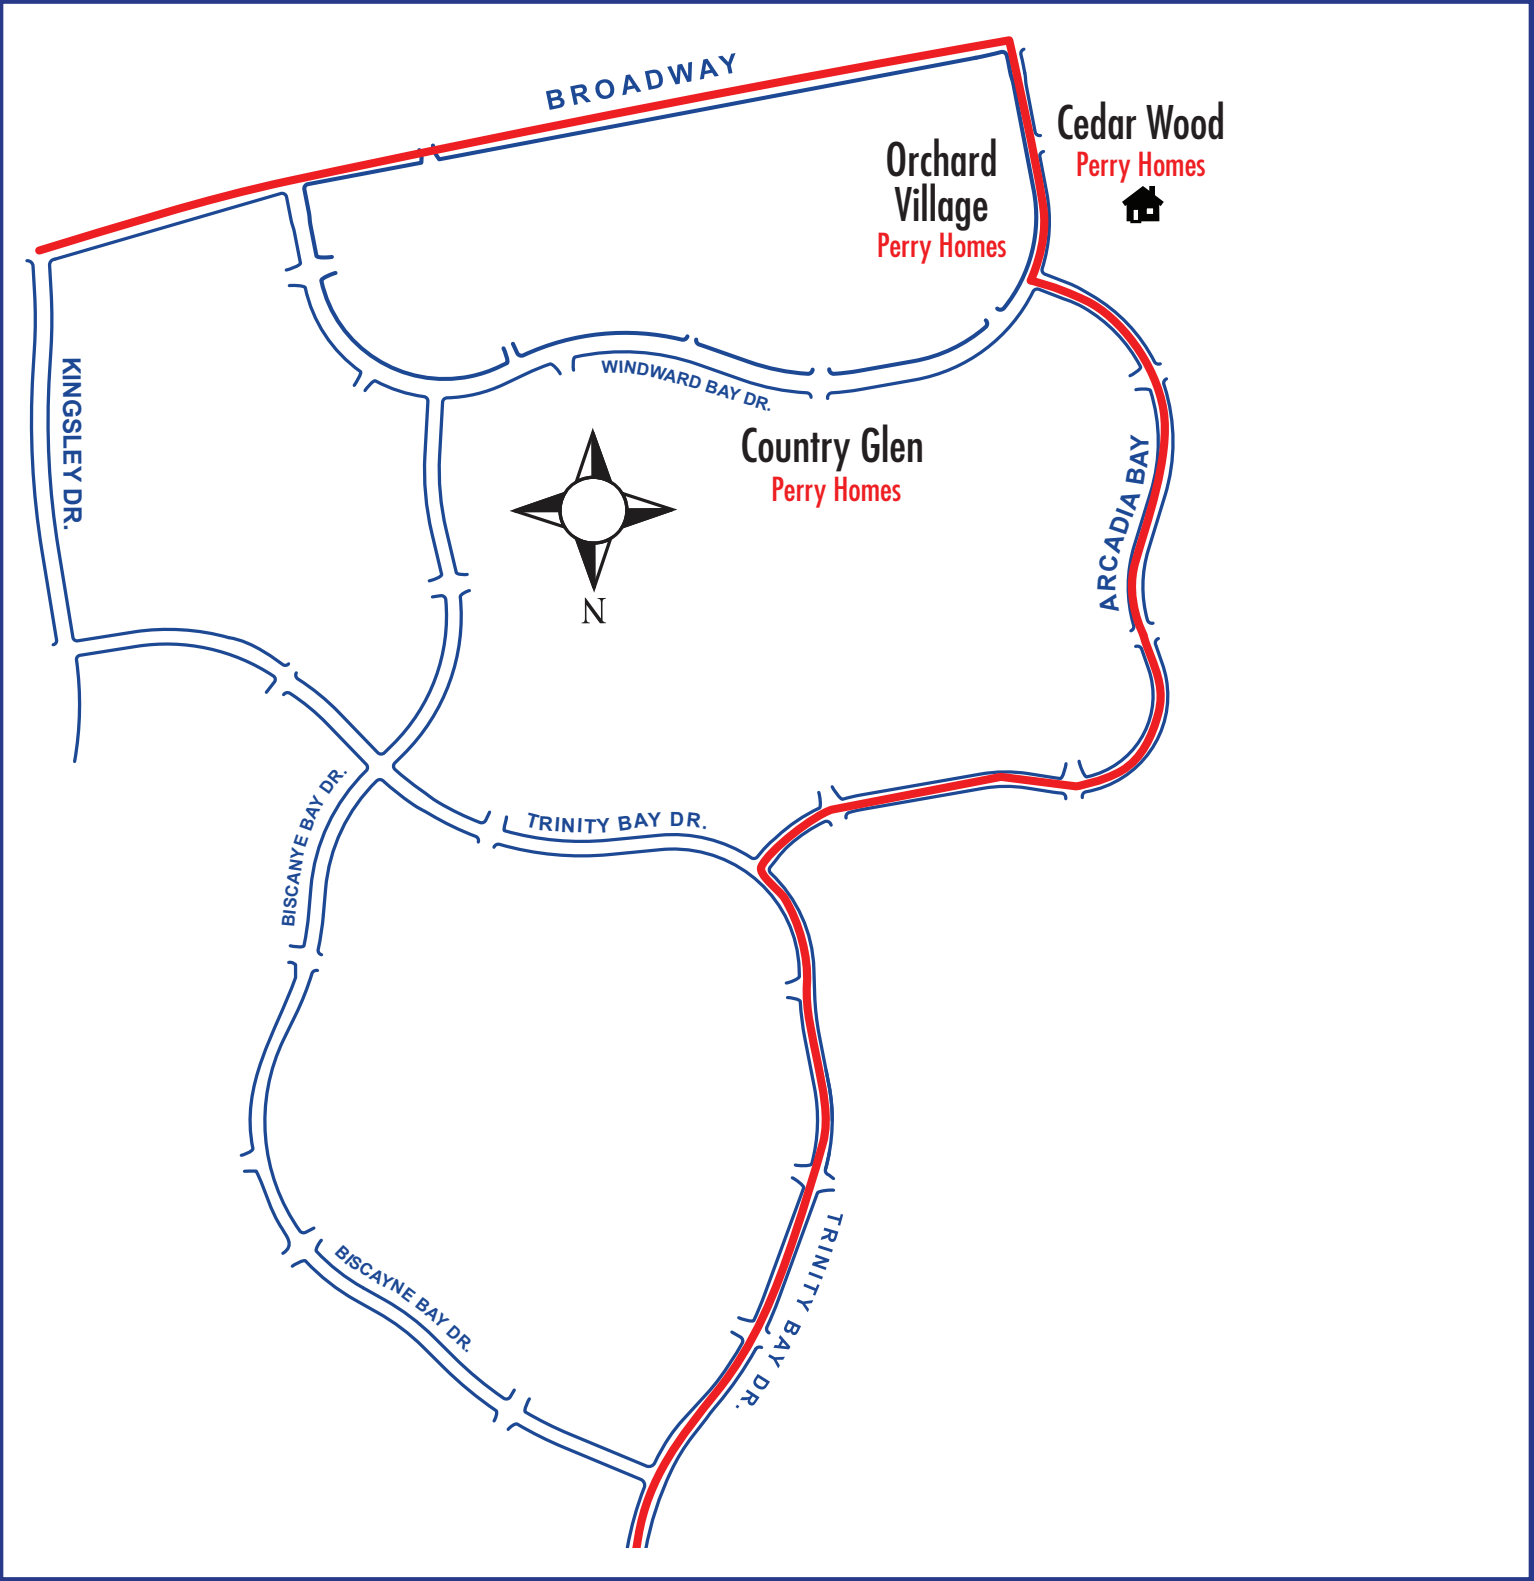 BROADWAY
Cedar Wood
Perry Homes
Orchard
Village
Perry Homes
KINGSLEY DR.
WINDWARD BAY DR.
Country Glen
Perry Homes
ARCADIA BAY
N
BISCANYE BAY DR.
TRINITY BAY DR.
TRINITY BAY DR.
BISCAYNE BAY DR.